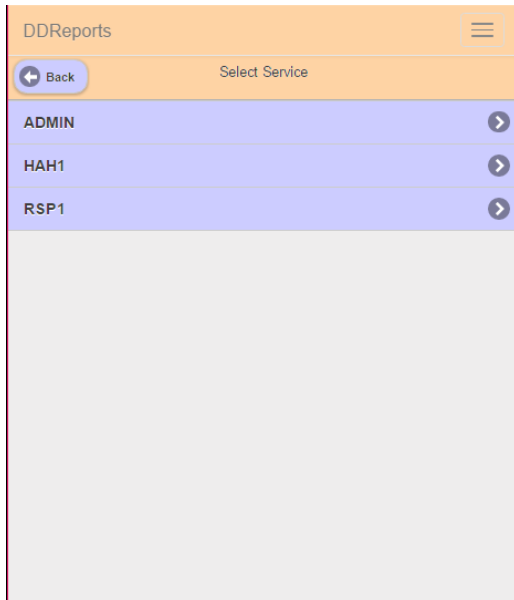 DDReports
Back
Select Service
ADMIN
HAH1
RSP1